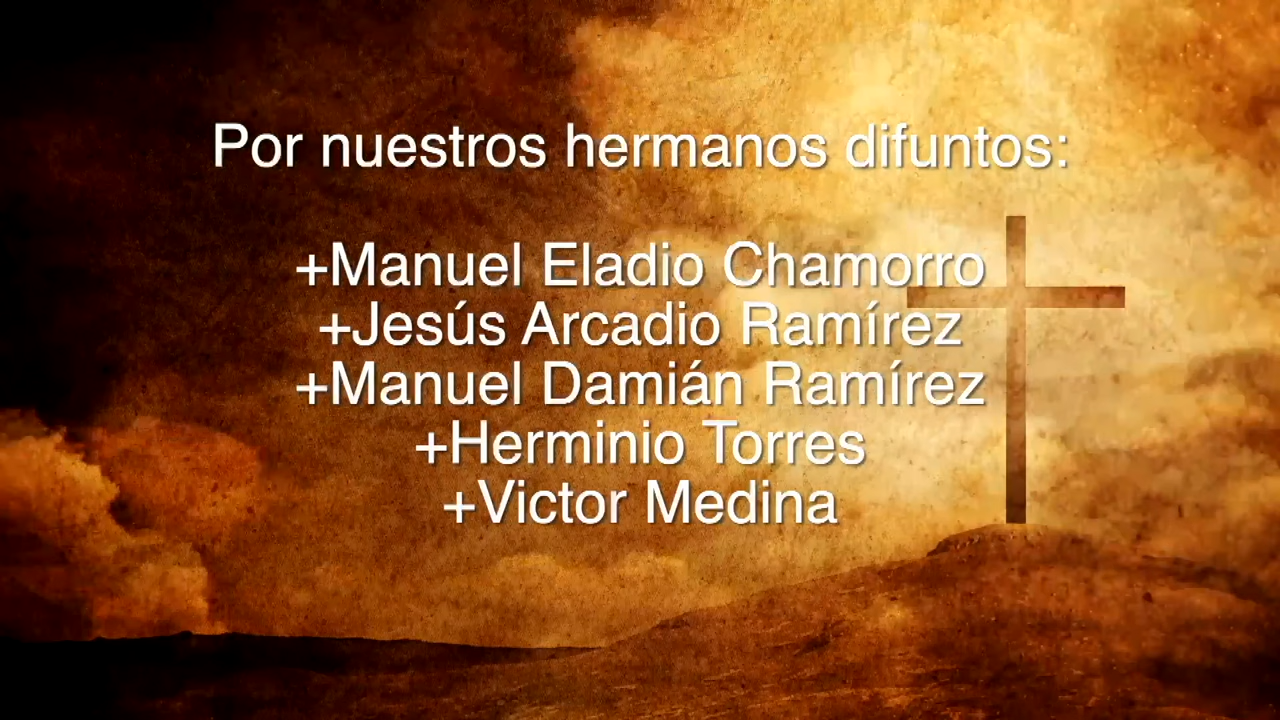 Por nuestros hermanos difuntos:
+Manuel Eladio Chamorro
+Jesús Arcadio Ramírez
+Manuel Damián Ramírez
+Herminio Torres
+Victor Medina